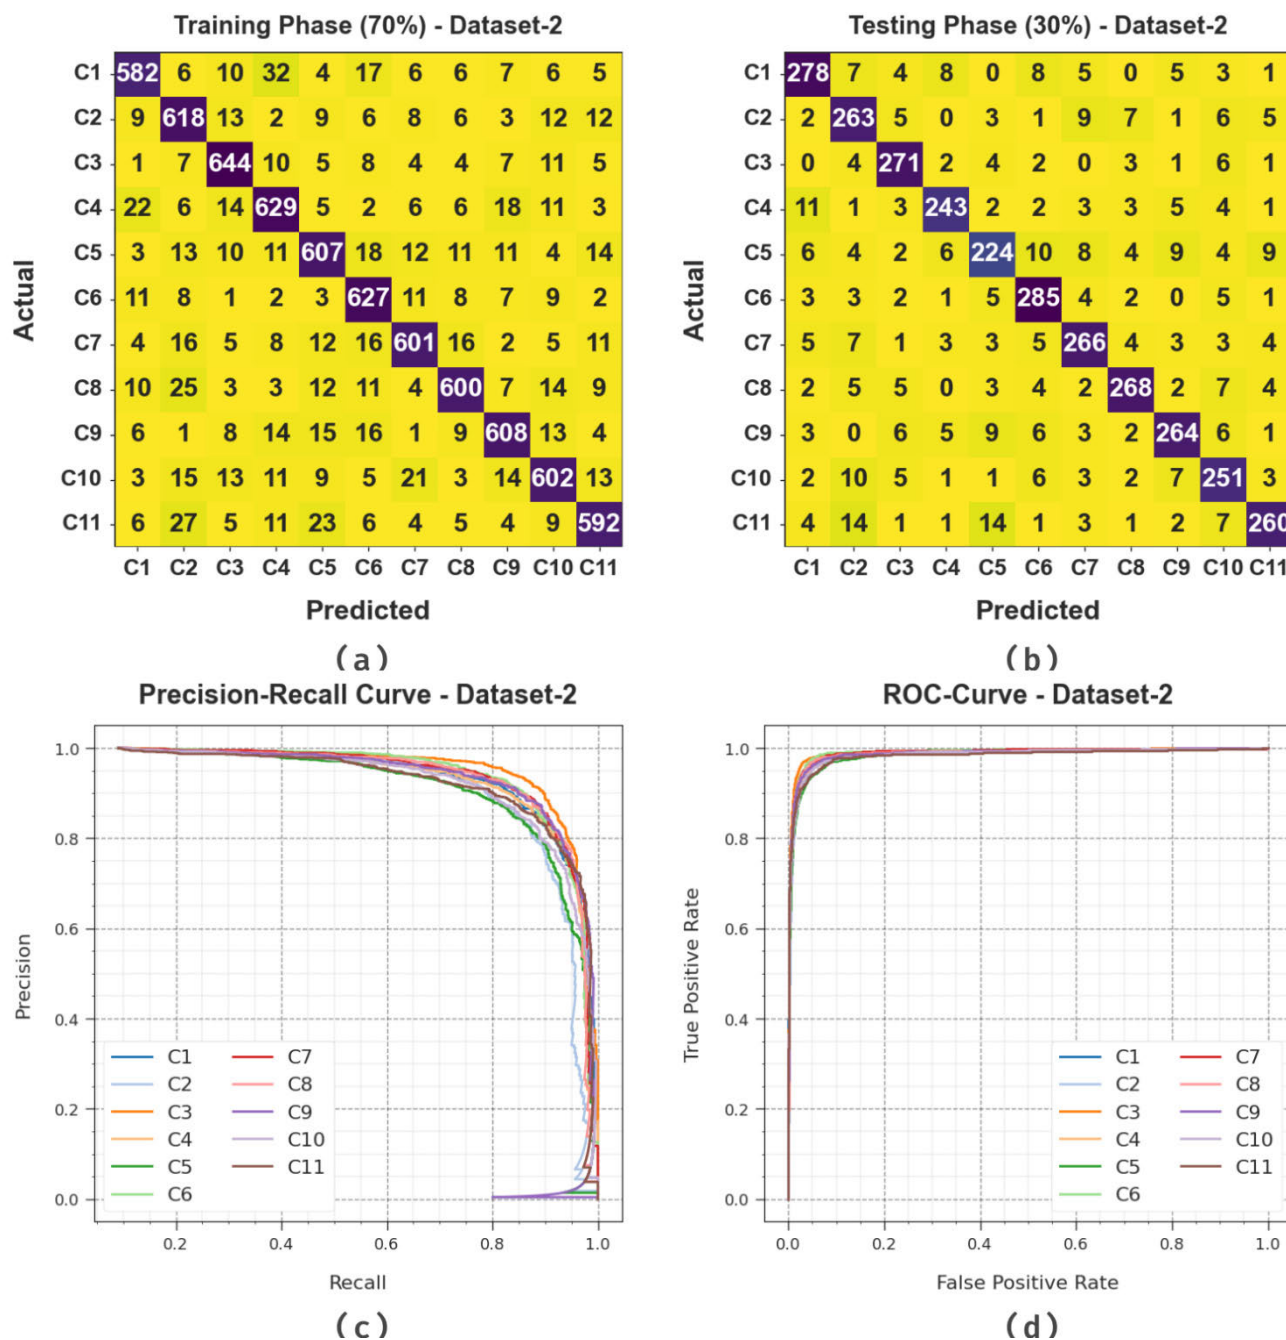 Training Phase (70%) - Dataset-2
C1 582 6 10 32 4 17 6 6 7 6 5
C2 9 618 13 2 9 6 8 6 3 12 12
C3 1 7 644 10 5 8 4 4 7 11 5
C4 22 6 14 629 5 2 6 6 18 11 3
C5 3 13 10 11 607 18 12 11 11 4 14
C6 11 8 1 2 3 627 11 8 7 9 2
C7 4 16 5 8 12 16 601 16 2 5 11
C8 10 25 3 3 12 11 4 600 7 14 9
C9 6 1 8 14 15 16 1 9 608 13 4
C10 3 15 13 11 9 5 21 3 14 602 13
C11 6 27 5 11 23 6 4 5 4 9 592
C1 C2 C3 C4 C5 C6 C7 C8 C9 C10 C11
Actual
Predicted
(a)
Testing Phase (30%) - Dataset-2
C1 278 7 4 8 0 8 5 0 5 3 1
C2 2 263 5 0 3 1 9 7 1 6 5
C3 0 4 271 2 4 2 0 3 1 6 1
C4 11 1 3 243 2 2 3 3 5 4 1
C5 6 4 2 6 224 10 8 4 9 4 9
C6 3 3 2 1 5 285 4 2 0 5 1
C7 5 7 1 3 3 5 266 4 3 3 4
C8 2 5 5 0 3 4 2 268 2 7 4
C9 3 0 6 5 9 6 3 2 264 6 1
C10 2 10 5 1 1 6 3 2 7 251 3
C11 4 14 1 1 14 1 3 1 2 7 260
C1 C2 C3 C4 C5 C6 C7 C8 C9 C10 C11
Actual
Predicted
(b)
Precision-Recall Curve - Dataset-2
1.0
0.8
0.6
0.4
0.2
0.0
Precision
C1 C7
C2 C8
C3 C9
C4 C10
C5 C11
C6
0.2 0.4 0.6 0.8 1.0
Recall
(c)
ROC-Curve - Dataset-2
1.0
0.8
0.6
0.4
0.2
0.0
True Positive Rate
C1 C7
C2 C8
C3 C9
C4 C10
C5 C11
C6
0.0 0.2 0.4 0.6 0.8 1.0
False Positive Rate
(d)